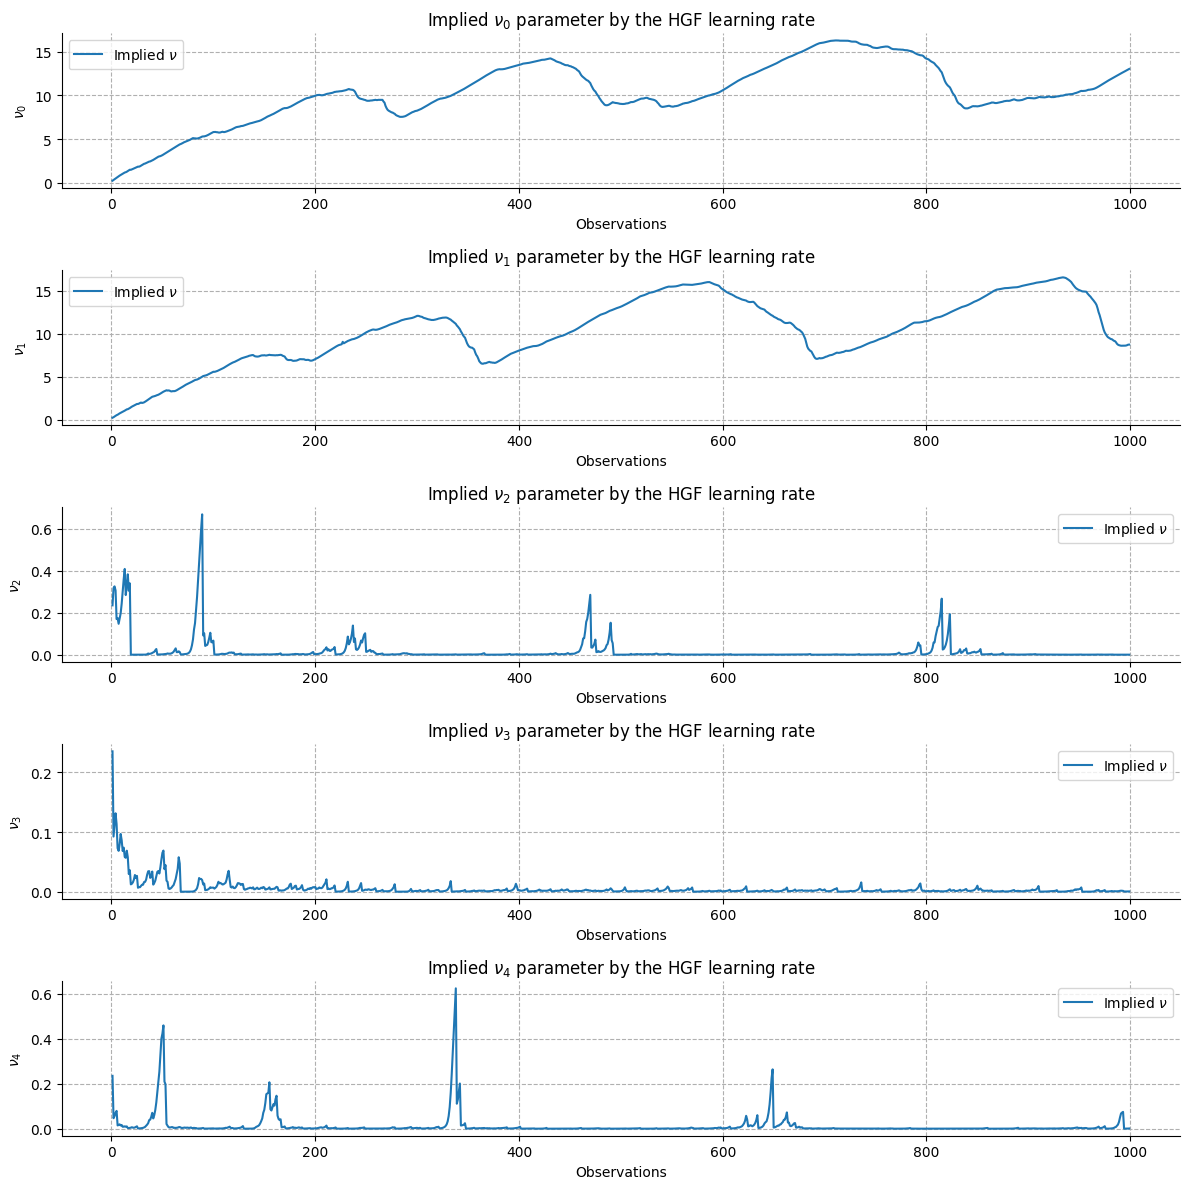 Implied ν₀ parameter by the HGF learning rate
Implied ν
ν₀
15
10
5
0
0 200 400 600 800 1000
Observations
Implied ν₁ parameter by the HGF learning rate
Implied ν
ν₁
15
10
5
0
0 200 400 600 800 1000
Observations
Implied ν₂ parameter by the HGF learning rate
Implied ν
ν₂
0.6
0.4
0.2
0.0
0 200 400 600 800 1000
Observations
Implied ν₃ parameter by the HGF learning rate
Implied ν
ν₃
0.2
0.1
0.0
0 200 400 600 800 1000
Observations
Implied ν₄ parameter by the HGF learning rate
Implied ν
ν₄
0.6
0.4
0.2
0.0
0 200 400 600 800 1000
Observations